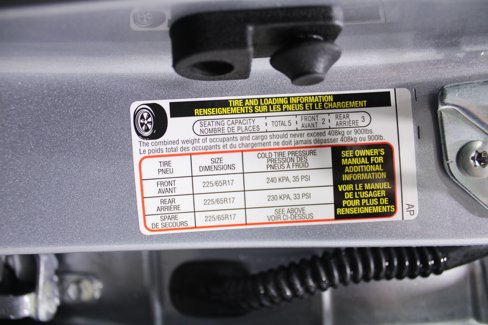 TIRE AND LOADING INFORMATION
RENSEIGNEMENTS SUR LES PNEUS ET LE CHARGEMENT
SEATING CAPACITY
NOMBRE DE PLACES
TOTAL 5
FRONT
AVANT 2
REAR
ARRIÈRE 3
The combined weight of occupants and cargo should never exceed 408kg or 900lbs.
Le poids total des occupants et du chargement ne doit jamais dépasser 408kg ou 900lbs.
TIRE
PNEU
SIZE
DIMENSIONS
COLD TIRE PRESSURE
PRESSION DES
PNEUS À FROID
FRONT
AVANT
225/65R17
240 KPA, 35 PSI
REAR
ARRIÈRE
225/65R17
230 KPA, 33 PSI
SPARE
DE SECOURS
225/65R17
SEE ABOVE
VOIR CI-DESSUS
SEE OWNER'S
MANUAL FOR
ADDITIONAL
INFORMATION
VOIR LE MANUEL
DE L'USAGER
POUR PLUS DE
RENSEIGNEMENTS
AP